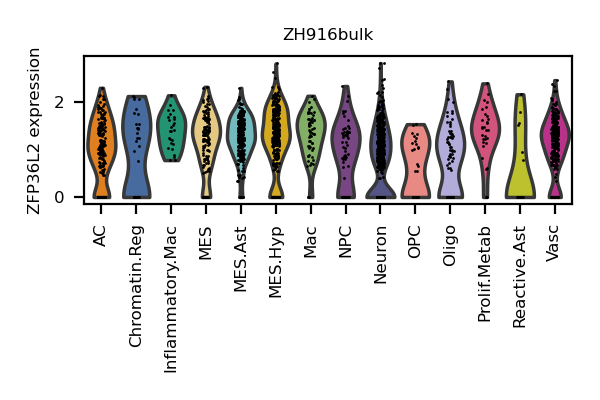 ZH916bulk
ZFP36L2 expression
2
0
AC
Chromatin.Reg
Inflammatory.Mac
MES
MES.Ast
MES.Hyp
Mac
NPC
Neuron
OPC
Oligo
Prolif.Metab
Reactive.Ast
Vasc